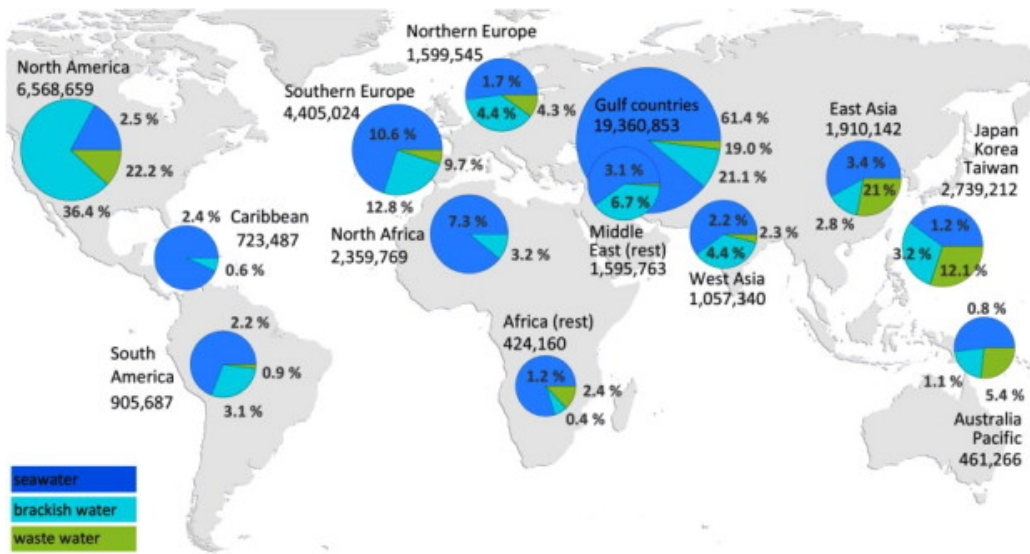 Northern Europe
1,599,545
1.7 %
4.4 %
4.3 %
North America
6,568,659
2.5 %
22.2 %
36.4 %
Southern Europe
4,405,024
10.6 %
9.7 %
12.8 %
Gulf countries
19,360,853
61.4 %
19.0 %
21.1 %
3.1 %
6.7 %
Middle
East (rest)
1,595,763
East Asia
1,910,142
3.4 %
21 %
2.8 %
Japan
Korea
Taiwan
2,739,212
1.2 %
3.2 %
12.1 %
2.4 %
Caribbean
723,487
0.6 %
North Africa
2,359,769
7.3 %
3.2 %
2.2 %
2.3 %
4.4 %
West Asia
1,057,340
South
America
905,687
2.2 %
0.9 %
3.1 %
Africa (rest)
424,160
1.2 %
2.4 %
0.4 %
0.8 %
1.1 %
5.4 %
Australia
Pacific
461,266
seawater
brackish water
waste water